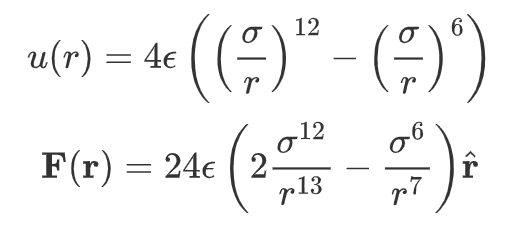 u(r) = 4ϵ ((σ/r)^12 − (σ/r)^6)
F(r) = 24ϵ (2 σ^12/r^13 − σ^6/r^7) r̂